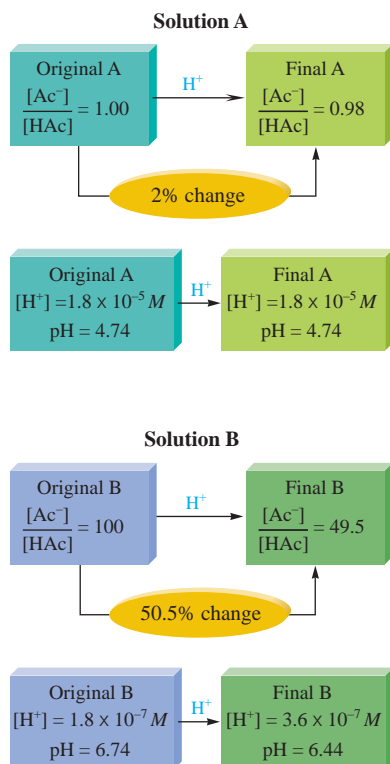 Solution A
Original A
[Ac⁻]/[HAc] = 1.00
H⁺
Final A
[Ac⁻]/[HAc] = 0.98
2% change
Original A
[H⁺] = 1.8 × 10⁻⁵ M
pH = 4.74
H⁺
Final A
[H⁺] = 1.8 × 10⁻⁵ M
pH = 4.74
Solution B
Original B
[Ac⁻]/[HAc] = 100
H⁺
Final B
[Ac⁻]/[HAc] = 49.5
50.5% change
Original B
[H⁺] = 1.8 × 10⁻⁷ M
pH = 6.74
H⁺
Final B
[H⁺] = 3.6 × 10⁻⁷ M
pH = 6.44